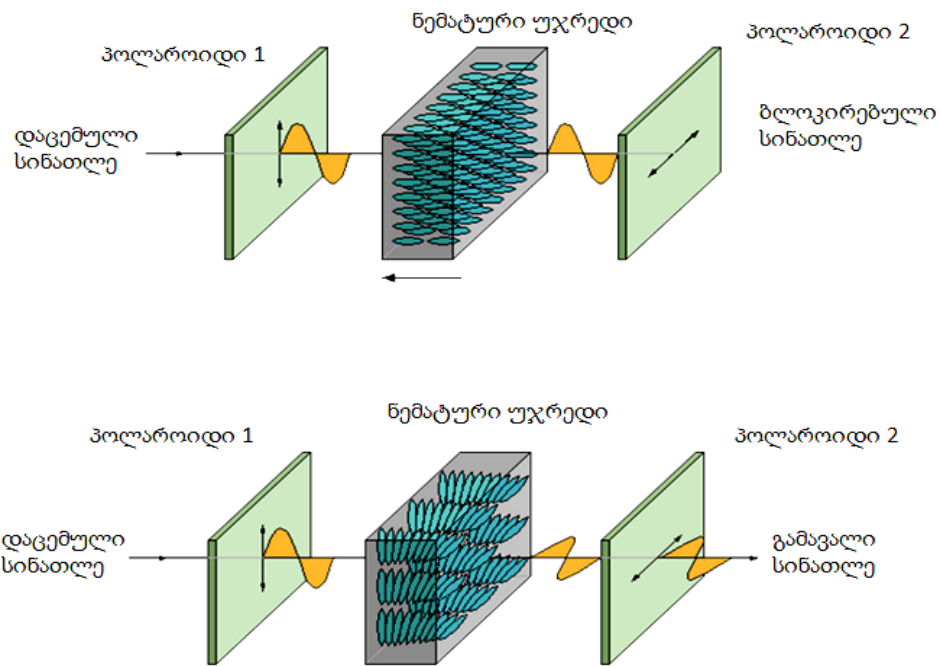 ნემატური უჯრედი
პოლაროიდი 1
პოლაროიდი 2
დაცემული
სინათლე
ბლოკირებული
სინათლე
ნემატური უჯრედი
პოლაროიდი 1
პოლაროიდი 2
დაცემული
სინათლე
გამავალი
სინათლე